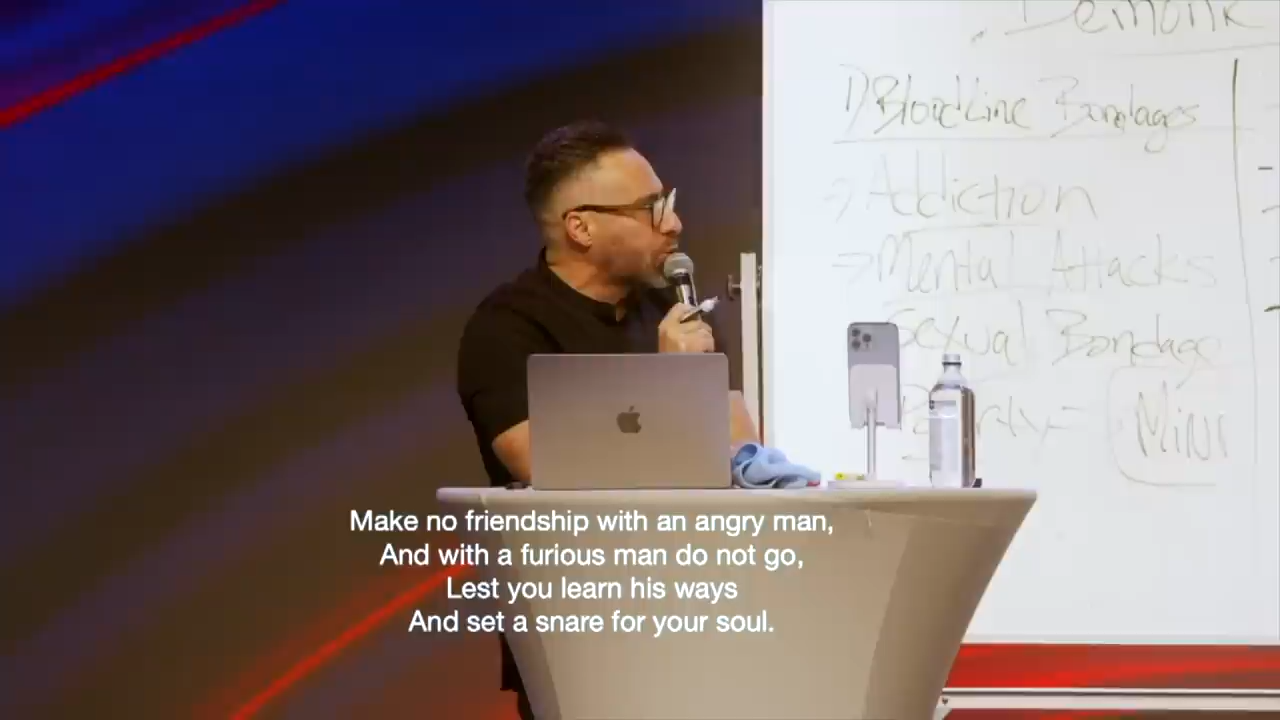 Demonic
1) Bloodline Bondages
→ Addiction
→ Mental Attacks
Sexual Bondage
Mini
Make no friendship with an angry man,
And with a furious man do not go,
Lest you learn his ways
And set a snare for your soul.